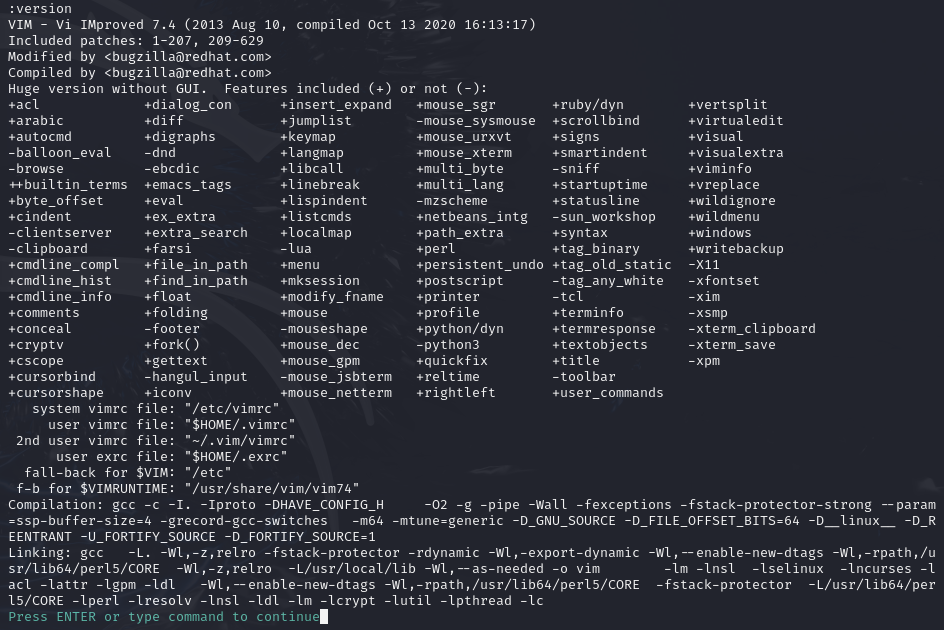 :version
VIM - Vi IMproved 7.4 (2013 Aug 10, compiled Oct 13 2020 16:13:17)
Included patches: 1-207, 209-629
Modified by <bugzilla@redhat.com>
Compiled by <bugzilla@redhat.com>
Huge version without GUI.  Features included (+) or not (-):
+acl             +dialog_con      +insert_expand   +mouse_sgr       +ruby/dyn        +vertsplit
+arabic          +diff            +jumplist        -mouse_sysmouse  +scrollbind      +virtualedit
+autocmd         +digraphs        +keymap          +mouse_urxvt     +signs           +visual
-balloon_eval    -dnd             +langmap         +mouse_xterm     +smartindent     +visualextra
-browse          -ebcdic          +libcall         +multi_byte      -sniff           +viminfo
++builtin_terms  +emacs_tags      +linebreak       +multi_lang      +startuptime     +vreplace
+byte_offset     +eval            +lispindent      -mzscheme        +statusline      +wildignore
+cindent         +ex_extra        +listcmds        +netbeans_intg   -sun_workshop    +wildmenu
-clientserver    +extra_search    +localmap        +path_extra      +syntax          +windows
-clipboard       +farsi           -lua             +perl            +tag_binary      +writebackup
+cmdline_compl   +file_in_path    +menu            +persistent_undo +tag_old_static  -X11
+cmdline_hist    +find_in_path    +mksession       +postscript      -tag_any_white   -xfontset
+cmdline_info    +float           +modify_fname    +printer         -tcl             -xim
+comments        +folding         +mouse           +profile         +terminfo        -xsmp
+conceal         -footer          -mouseshape      +python/dyn      +termresponse    -xterm_clipboard
+cryptv          +fork()          +mouse_dec       -python3         +textobjects     -xterm_save
+cscope          +gettext         +mouse_gpm       +quickfix        +title           -xpm
+cursorbind      -hangul_input    -mouse_jsbterm   +reltime         -toolbar
+cursorshape     +iconv           +mouse_netterm   +rightleft       +user_commands
   system vimrc file: "/etc/vimrc"
     user vimrc file: "$HOME/.vimrc"
 2nd user vimrc file: "~/.vim/vimrc"
      user exrc file: "$HOME/.exrc"
  fall-back for $VIM: "/etc"
 f-b for $VIMRUNTIME: "/usr/share/vim/vim74"
Compilation: gcc -c -I. -Iproto -DHAVE_CONFIG_H     -O2 -g -pipe -Wall -fexceptions -fstack-protector-strong --param
=ssp-buffer-size=4 -grecord-gcc-switches   -m64 -mtune=generic -D_GNU_SOURCE -D_FILE_OFFSET_BITS=64 -D__linux__ -D_R
EENTRANT -U_FORTIFY_SOURCE -D_FORTIFY_SOURCE=1
Linking: gcc   -L. -Wl,-z,relro -fstack-protector -rdynamic -Wl,-export-dynamic -Wl,--enable-new-dtags -Wl,-rpath,/u
sr/lib64/perl5/CORE  -Wl,-z,relro  -L/usr/local/lib -Wl,--as-needed -o vim        -lm -lnsl  -lselinux  -lncurses -l
acl -lattr -lgpm -ldl   -Wl,--enable-new-dtags -Wl,-rpath,/usr/lib64/perl5/CORE  -fstack-protector  -L/usr/lib64/per
l5/CORE -lperl -lresolv -lnsl -ldl -lm -lcrypt -lutil -lpthread -lc
Press ENTER or type command to continue